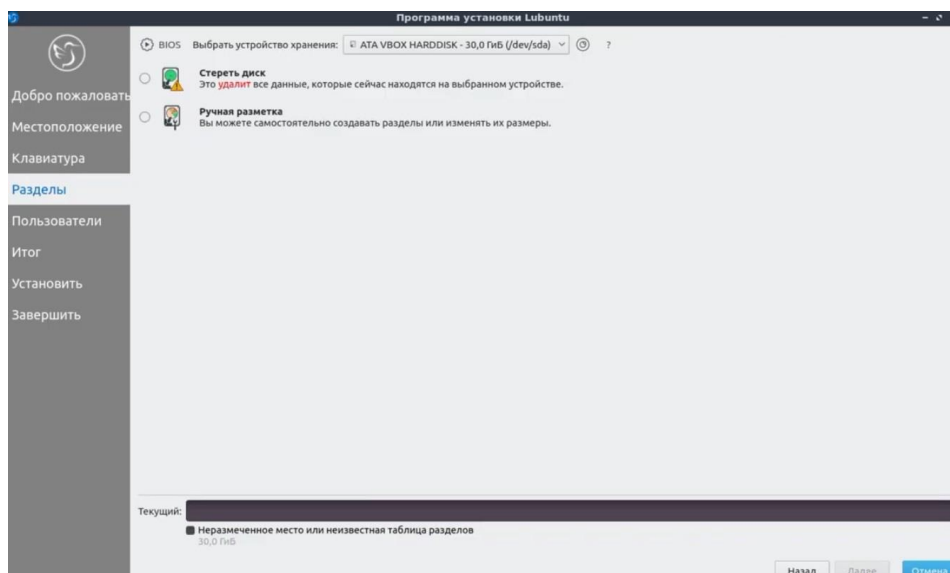 Программа установки Lubuntu
BIOS Выбрать устройство хранения: ATA VBOX HARDDISK - 30,0 ГиБ (/dev/sda) ?
Стереть диск
Это удалит все данные, которые сейчас находятся на выбранном устройстве.
Ручная разметка
Вы можете самостоятельно создавать разделы или изменять их размеры.
Добро пожаловать
Местоположение
Клавиатура
Разделы
Пользователи
Итог
Установить
Завершить
Текущий:
Неразмеченное место или неизвестная таблица разделов
30,0 ГиБ
Назад Далее Отмена